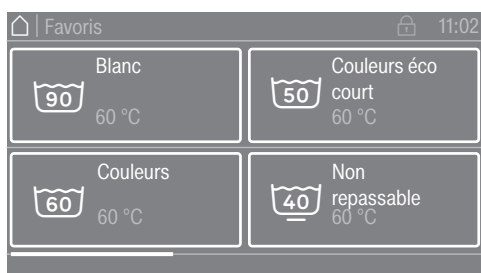 Favoris 11:02
Blanc
90
60 °C
Couleurs éco
50 court
60 °C
Couleurs
60
60 °C
Non
40 repassable
60 °C